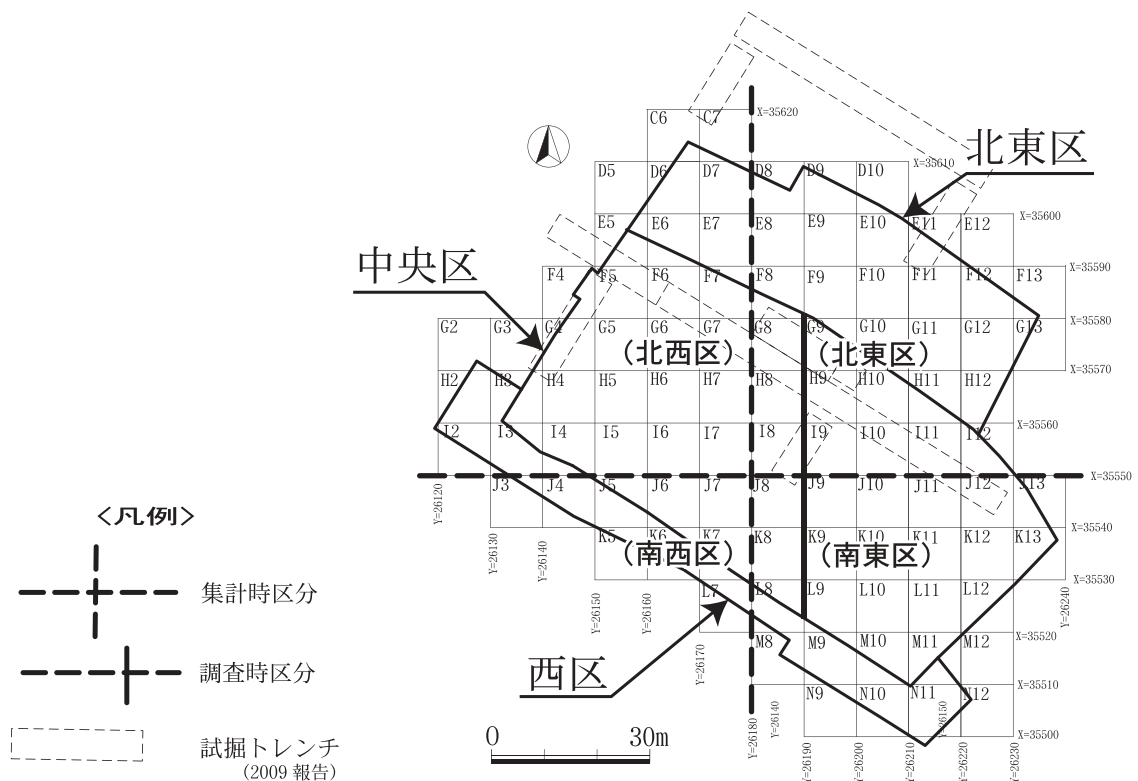 C6 C7 X=35620
北東区
D5 D6 D7 D8 D9 D10 X=35610
E5 E6 E7 E8 E9 E10 E11 E12 X=35600
中央区
F4 F5 F6 F7 F8 F9 F10 F11 F12 F13 X=35590
G2 G3 G4 G5 G6 G7 G8 G9 G10 G11 G12 G13 X=35580
(北西区) (北東区)
H2 H3 H4 H5 H6 H7 H8 H9 H10 H11 H12 X=35570
I2 I3 I4 I5 I6 I7 I8 I9 I10 I11 I12 X=35560
J3 J4 J5 J6 J7 J8 J9 J10 J11 J12 J13 X=35550
K5 K6 K7 K8 K9 K10 K11 K12 K13 X=35540
(南西区) (南東区)
L7 L8 L9 L10 L11 L12 X=35530
M8 M9 M10 M11 M12 X=35520
西区
N9 N10 N11 N12 X=35510
X=35500
Y=26120
Y=26130
Y=26140
Y=26150
Y=26160
Y=26170
Y=26180
Y=26140
Y=26190
Y=26200
Y=26210
Y=26150
Y=26220
Y=26230
Y=26240
<凡例>
集計時区分
調査時区分
試掘トレンチ
(2009 報告)
0 30m